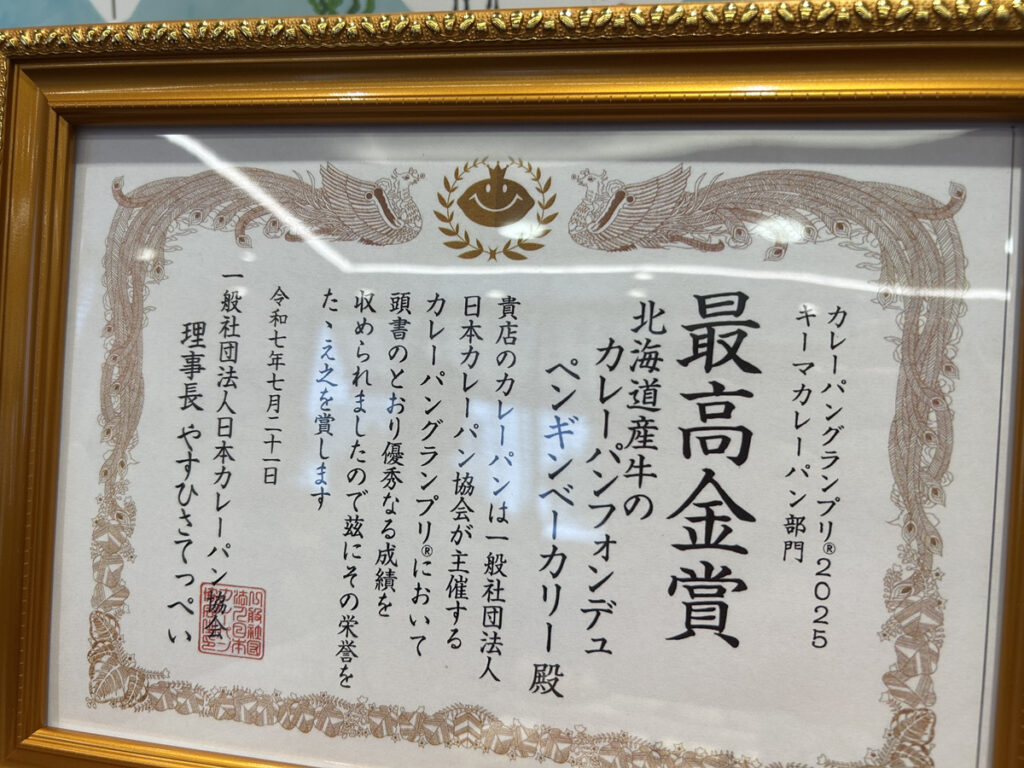 カレーパングランプリ®2025
キーマカレーパン部門
最高金賞
北海道産牛の
カレーパンフォンデュ
ペンギンベーカリー 殿
貴店のカレーパンは一般社団法人
日本カレーパン協会が主催する
カレーパングランプリ®において
頭書のとおり優秀なる成績を
収められましたので茲にその栄誉を
たゝえ之を賞します
令和七年七月二十一日
一般社団法人日本カレーパン協会
理事長 やすひさてっぺい